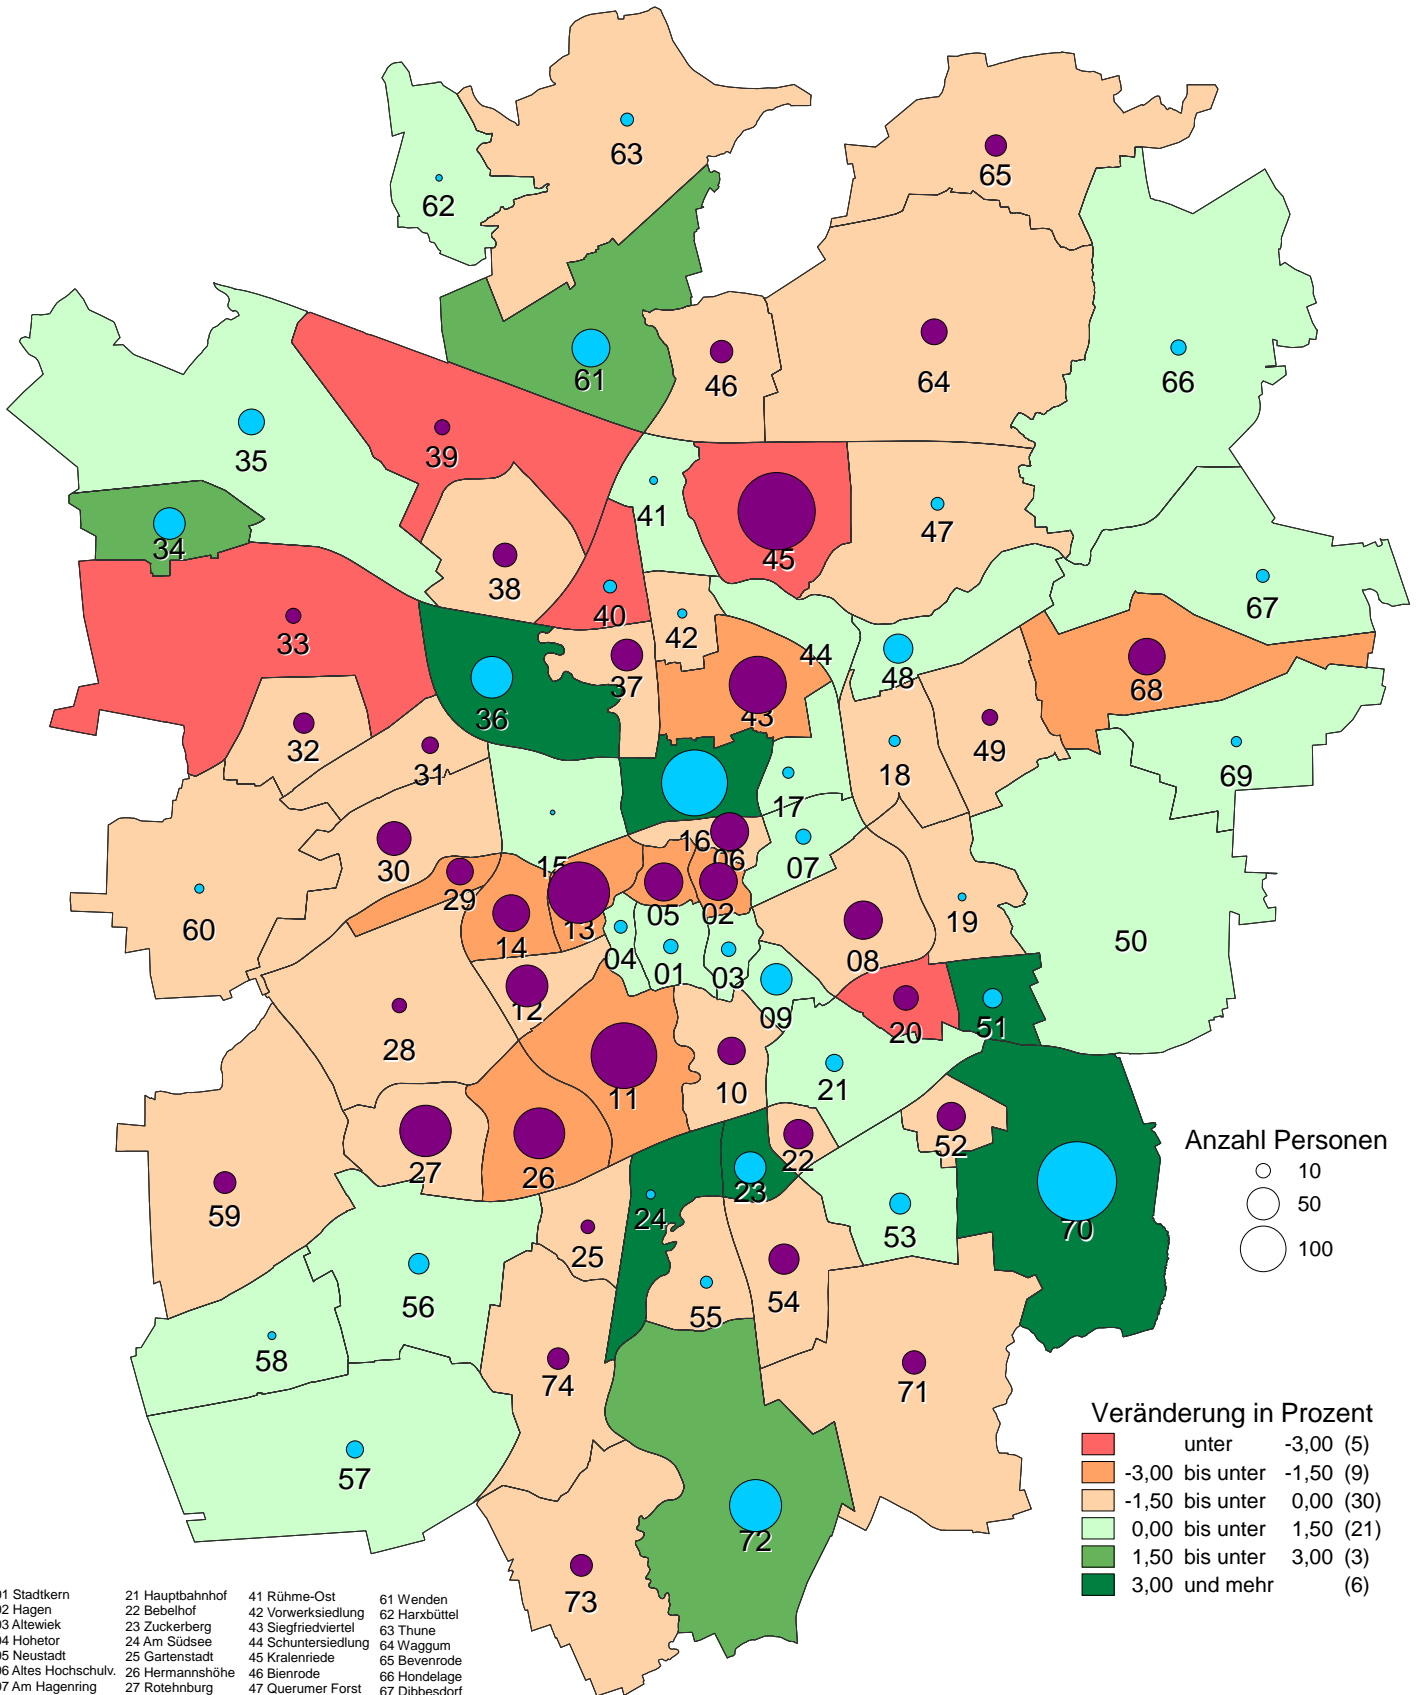 63
65
62
61
46
64
66
35
39
41
45
47
34
38
40
42
67
33
37
44
48
68
36
43
32
31
18
49
69
17
16
06
07
30
15
29
60
14
13
05
02
08
19
50
04
01
03
12
09
20
51
28
11
10
21
27
26
22
52
Anzahl Personen
10
50
100
59
23
24
25
53
70
56
55
54
58
74
71
57
72
73
Veränderung in Prozent
unter -3,00 (5)
-3,00 bis unter -1,50 (9)
-1,50 bis unter 0,00 (30)
0,00 bis unter 1,50 (21)
1,50 bis unter 3,00 (3)
3,00 und mehr (6)
01 Stadtkern
02 Hagen
03 Altewiek
04 Hohetor
05 Neustadt
06 Altes Hochschulv.
07 Am Hagenring
21 Hauptbahnhof
22 Bebelhof
23 Zuckerberg
24 Am Südsee
25 Gartenstadt
26 Hermannshöhe
27 Rotehnburg
41 Rühme-Ost
42 Vorwerksiedlung
43 Siegfriedviertel
44 Schuntersiedlung
45 Kralenriede
46 Bienrode
47 Querumer Forst
61 Wenden
62 Harxbüttel
63 Thune
64 Waggum
65 Bevenrode
66 Hondelage
67 Dibbesdorf